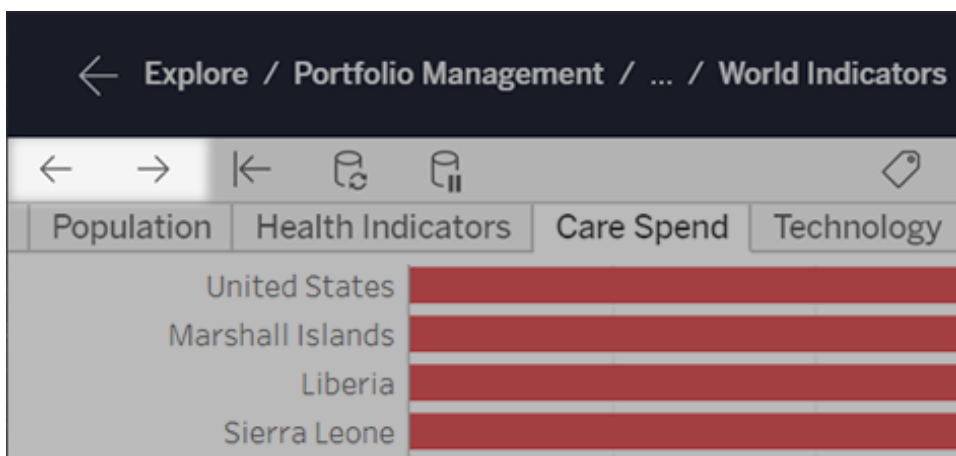 Explore / Portfolio Management / ... / World Indicators
Population Health Indicators Care Spend Technology
United States
Marshall Islands
Liberia
Sierra Leone